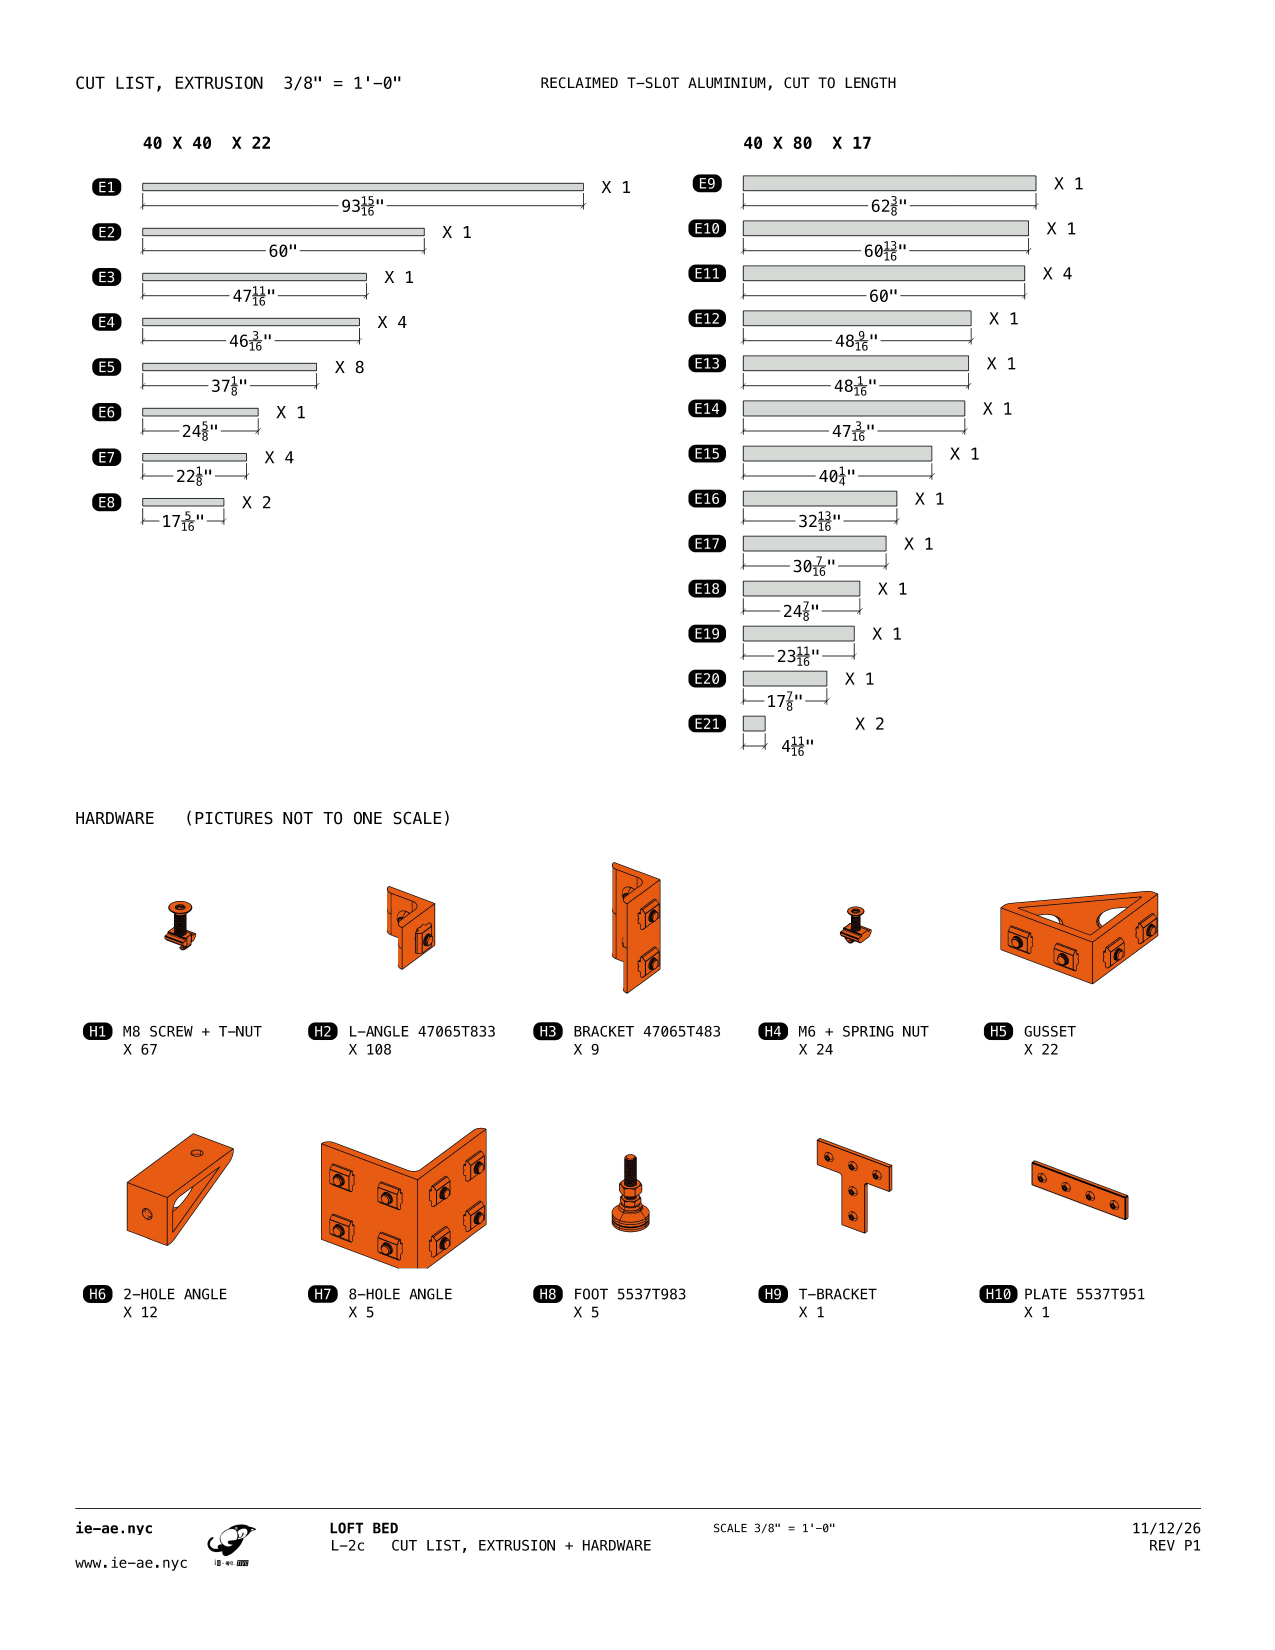 CUT LIST, EXTRUSION  3/8" = 1'-0"
RECLAIMED T-SLOT ALUMINIUM, CUT TO LENGTH
40 X 40  X 22
E1 X 1
93 15/16"
E2 X 1
60"
E3 X 1
47 11/16"
E4 X 4
46 3/16"
E5 X 8
37 1/8"
E6 X 1
24 5/8"
E7 X 4
22 1/8"
E8 X 2
17 5/16"
40 X 80  X 17
E9 X 1
62 3/8"
E10 X 1
60 13/16"
E11 X 4
60"
E12 X 1
48 9/16"
E13 X 1
48 1/16"
E14 X 1
47 3/16"
E15 X 1
40 1/4"
E16 X 1
32 13/16"
E17 X 1
30 7/16"
E18 X 1
24 7/8"
E19 X 1
23 11/16"
E20 X 1
17 7/8"
E21 X 2
4 11/16"
HARDWARE   (PICTURES NOT TO ONE SCALE)
H1 M8 SCREW + T-NUT
X 67
H2 L-ANGLE 47065T833
X 108
H3 BRACKET 47065T483
X 9
H4 M6 + SPRING NUT
X 24
H5 GUSSET
X 22
H6 2-HOLE ANGLE
X 12
H7 8-HOLE ANGLE
X 5
H8 FOOT 5537T983
X 5
H9 T-BRACKET
X 1
H10 PLATE 5537T951
X 1
ie-ae.nyc
www.ie-ae.nyc
ie-ae.nyc
LOFT BED
L-2c   CUT LIST, EXTRUSION + HARDWARE
SCALE 3/8" = 1'-0"
11/12/26
REV P1